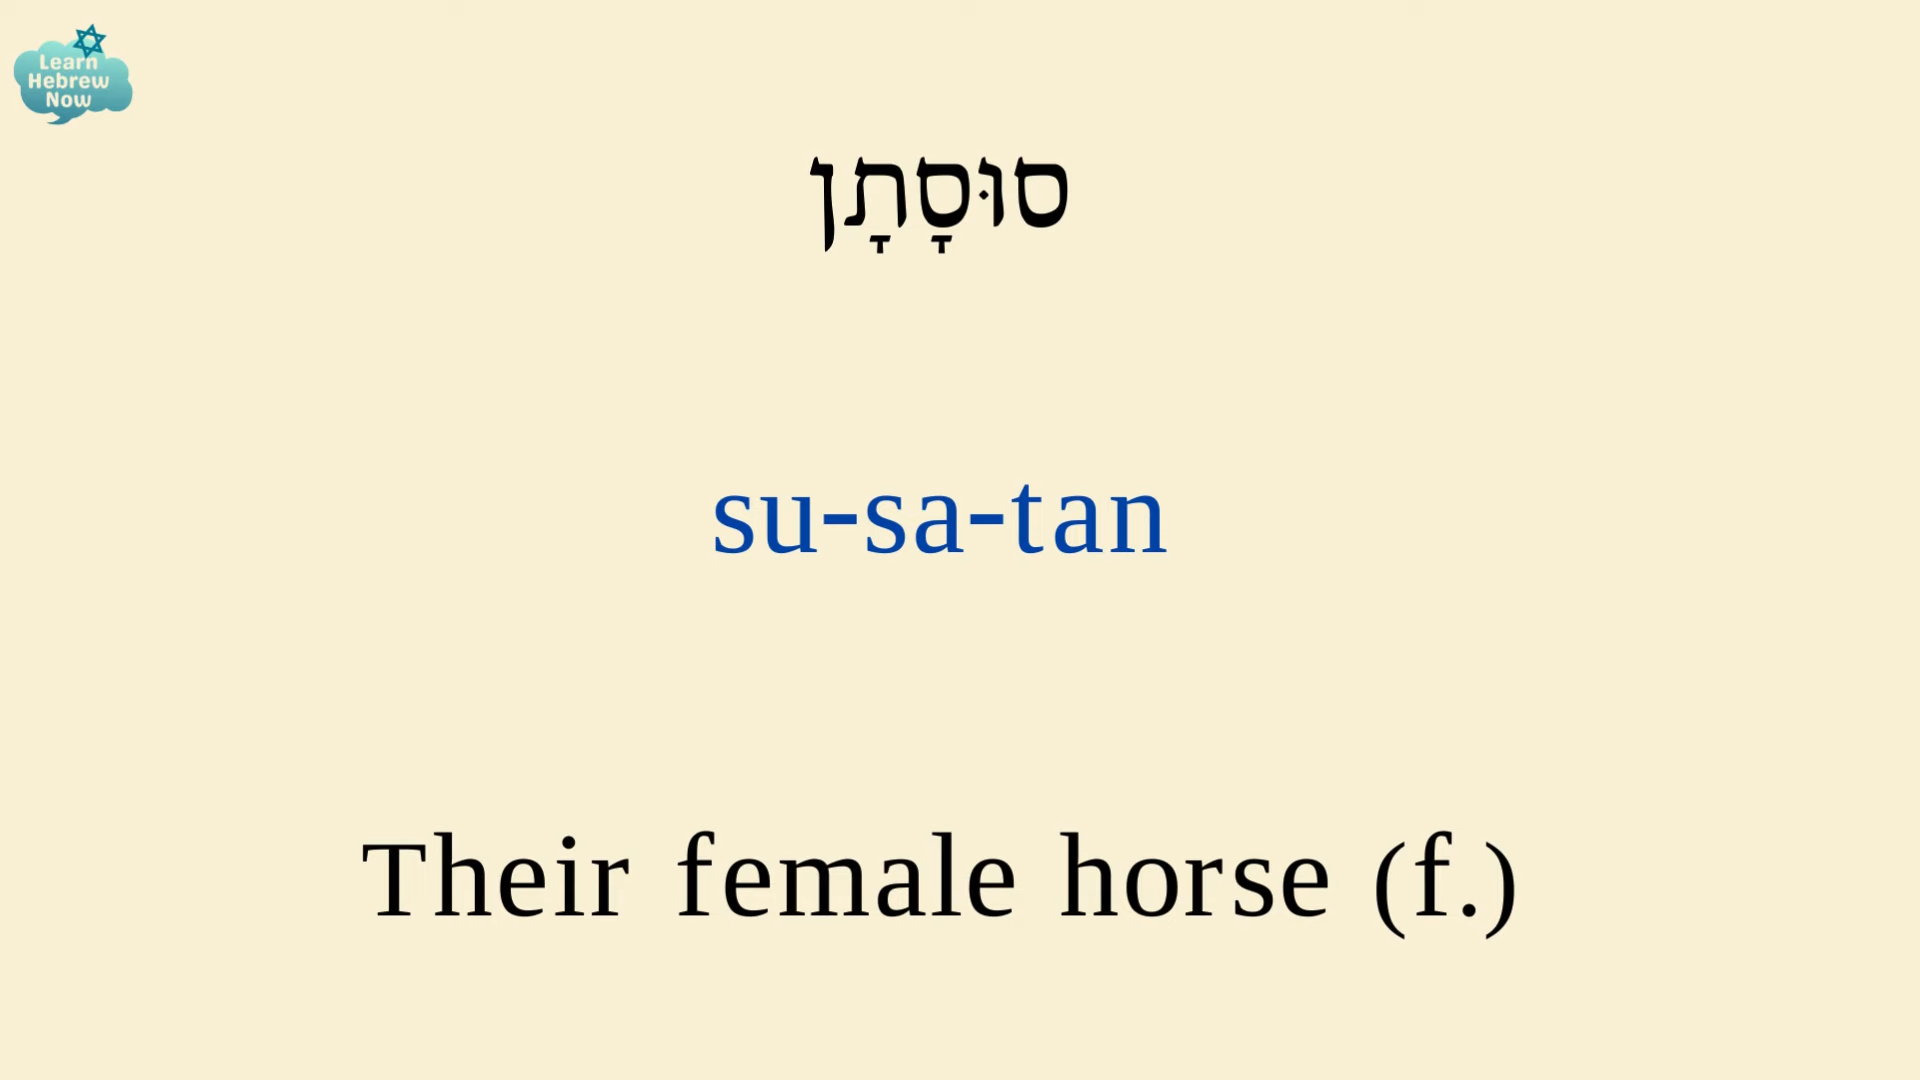 Learn
Hebrew
Now
סוּסָתָן
su-sa-tan
Their female horse (f.)